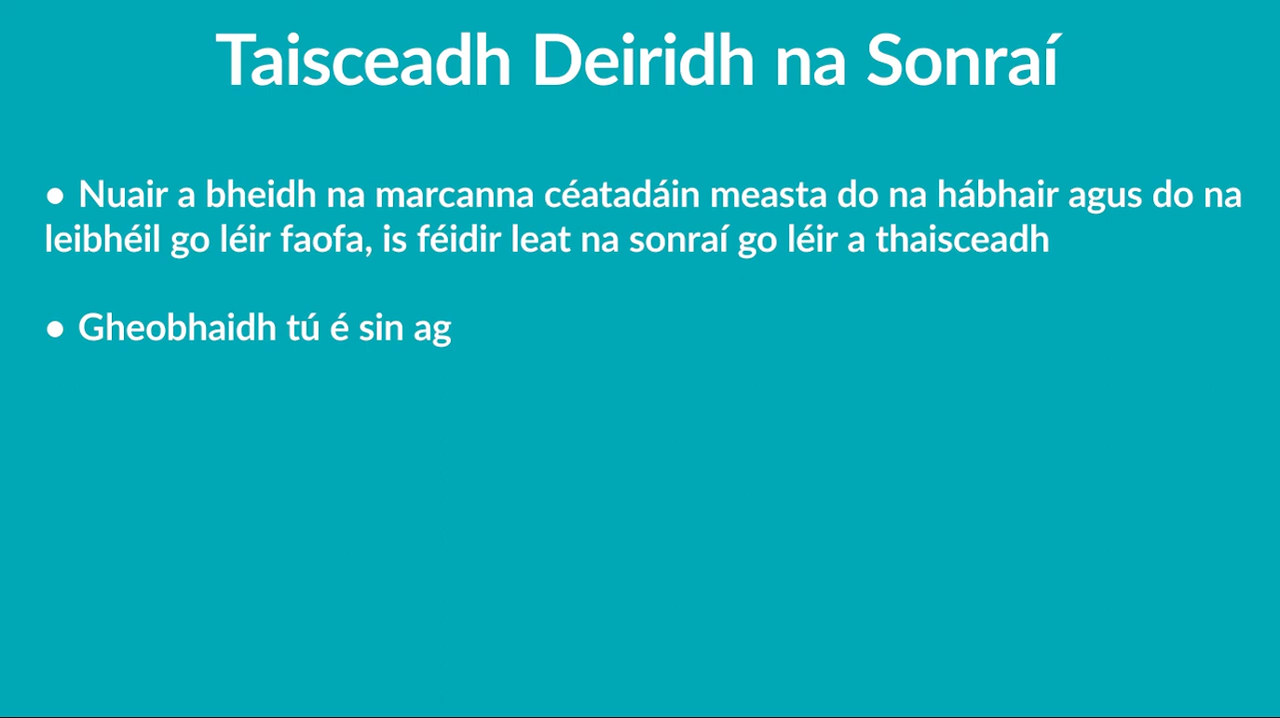 Taisceadh Deiridh na Sonraí
● Nuair a bheidh na marcanna céatadáin measta do na hábhair agus do na
leibhéil go léir faofa, is féidir leat na sonraí go léir a thaisceadh
● Gheobhaidh tú é sin ag